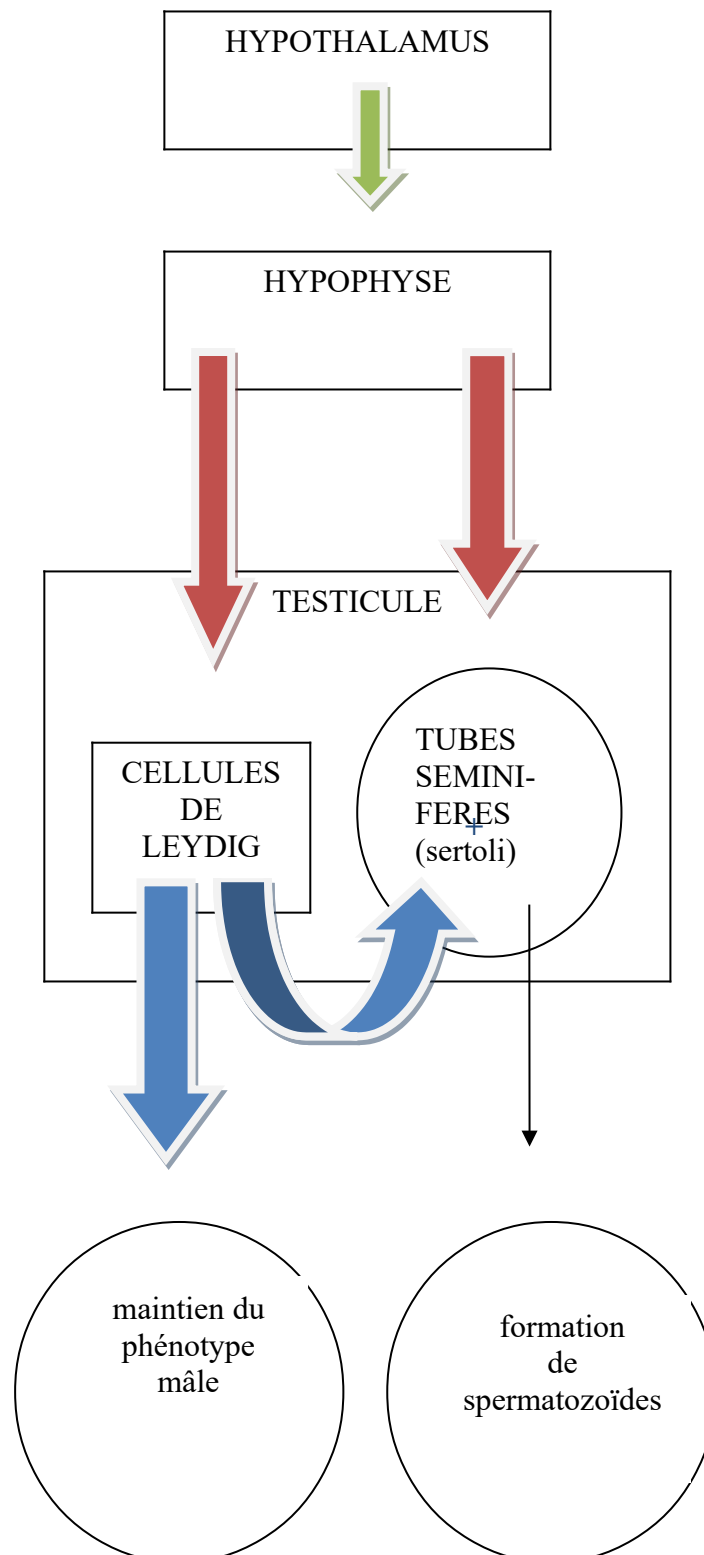 HYPOTHALAMUS
HYPOPHYSE
TESTICULE
CELLULES
DE
LEYDIG
TUBES
SEMINI-
FERES
+
(sertoli)
maintien du
phénotype
mâle
formation
de
spermatozoïdes